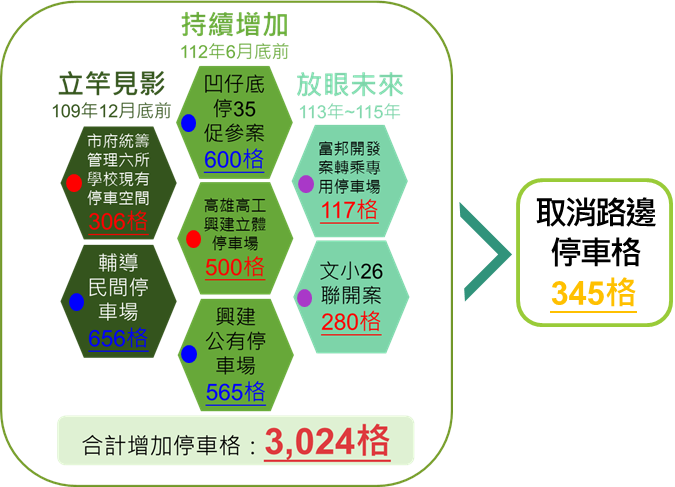 立竿見影
109年12月底前
市府統籌
管理六所
學校現有
停車空間
306格
輔導
民間停
車場
656格
持續增加
112年6月底前
凹仔底
停35
促參案
600格
高雄高工
興建立體
停車場
500格
興建
公有停
車場
565格
放眼未來
113年~115年
富邦開發
案轉乘專
用停車場
117格
文小26
聯開案
280格
合計增加停車格：3,024格
取消路邊
停車格
345格